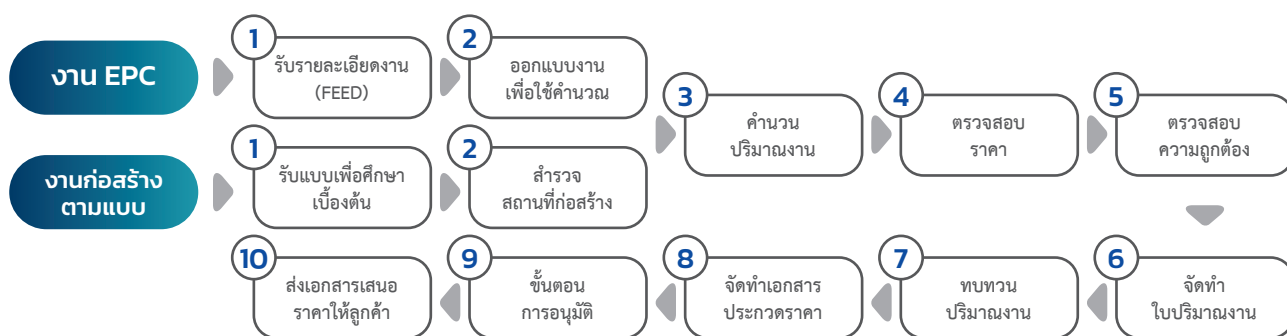 งาน EPC
1
รับรายละเอียดงาน
(FEED)
2
ออกแบบงาน
เพื่อใช้คำนวณ
งานก่อสร้าง
ตามแบบ
1
รับแบบเพื่อศึกษา
เบื้องต้น
2
สำรวจ
สถานที่ก่อสร้าง
3
คำนวน
ปริมาณงาน
4
ตรวจสอบ
ราคา
5
ตรวจสอบ
ความถูกต้อง
6
จัดทำ
ใบปริมาณงาน
7
ทบทวน
ปริมาณงาน
8
จัดทำเอกสาร
ประกวดราคา
9
ขั้นตอน
การอนุมัติ
10
ส่งเอกสารเสนอ
ราคาให้ลูกค้า